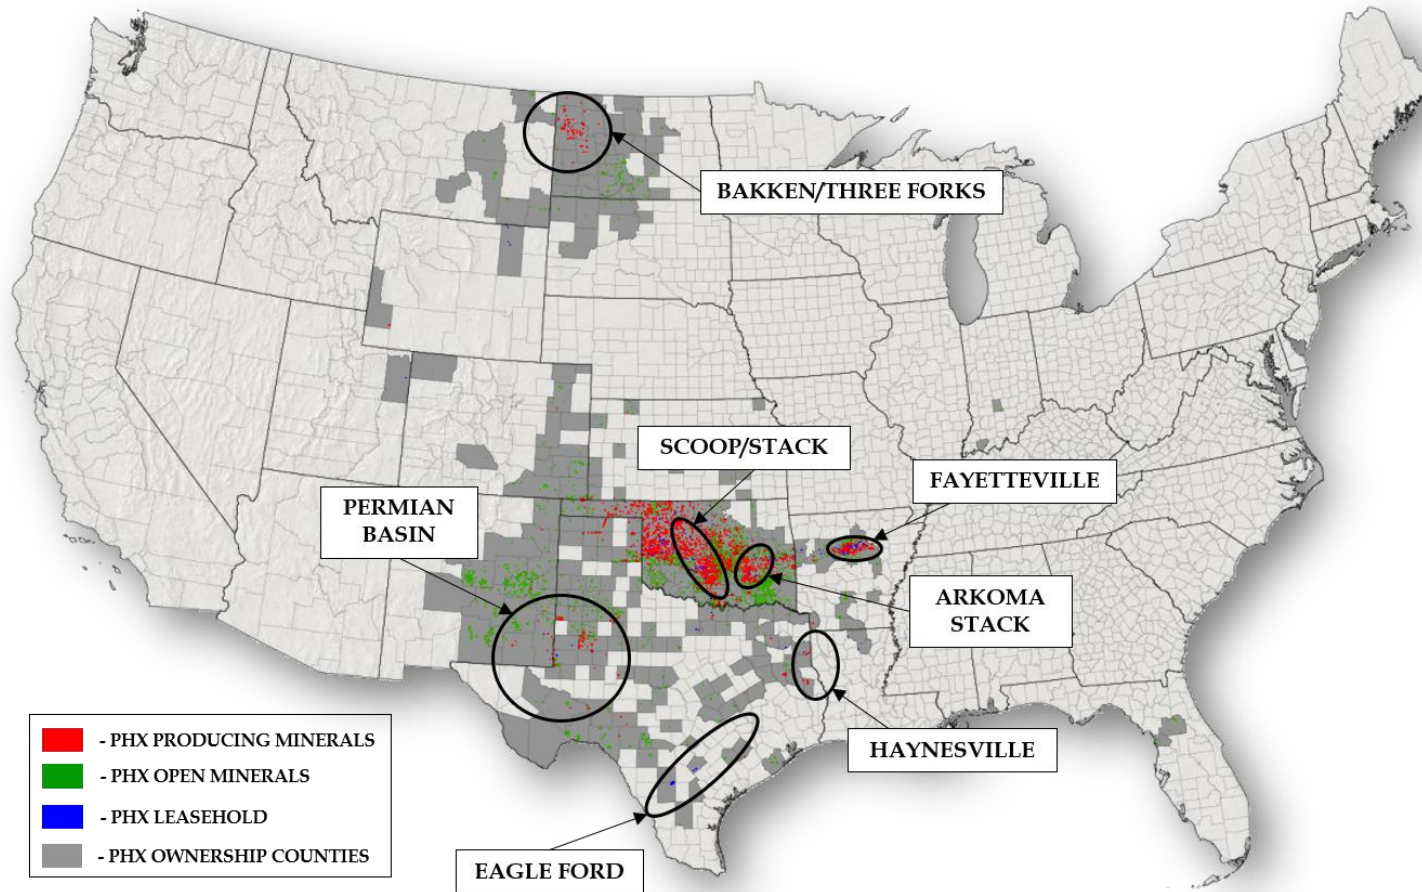 BAKKEN/THREE FORKS
SCOOP/STACK
FAYETTEVILLE
PERMIAN
BASIN
ARKOMA
STACK
HAYNESVILLE
EAGLE FORD
- PHX PRODUCING MINERALS
- PHX OPEN MINERALS
- PHX LEASEHOLD
- PHX OWNERSHIP COUNTIES